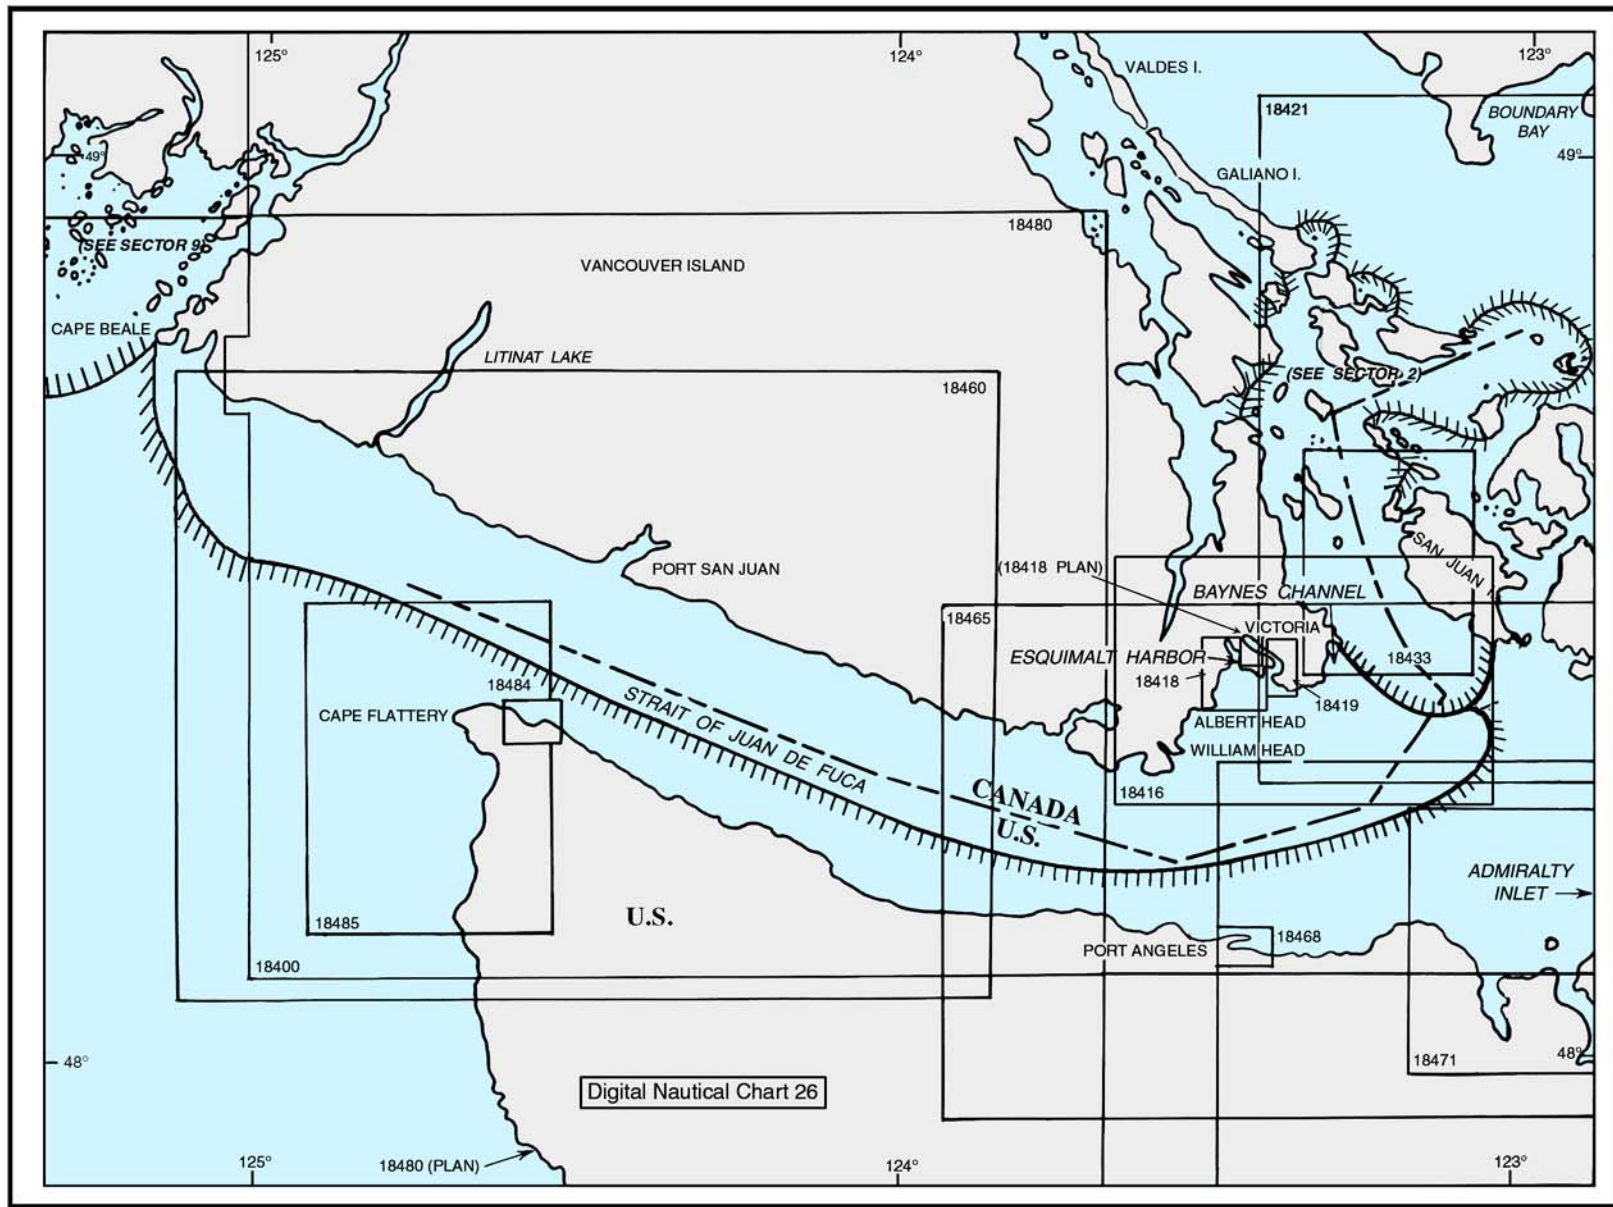 125°
124°
123°
VALDES I.
18421
BOUNDARY
BAY
49°
49°
GALIANO I.
18480
(SEE SECTOR 9)
VANCOUVER ISLAND
CAPE BEALE
LITINAT LAKE
(SEE SECTOR 2)
18460
SAN JUAN I.
PORT SAN JUAN
(18418 PLAN)
BAYNES CHANNEL
18465
VICTORIA
ESQUIMALT HARBOR
18433
18418
18484
18419
CAPE FLATTERY
STRAIT OF JUAN DE FUCA
ALBERT HEAD
WILLIAM HEAD
18416
CANADA
U.S.
ADMIRALTY
INLET
U.S.
18485
18468
PORT ANGELES
18400
48°
48°
18471
Digital Nautical Chart 26
18480 (PLAN)
125°
124°
123°